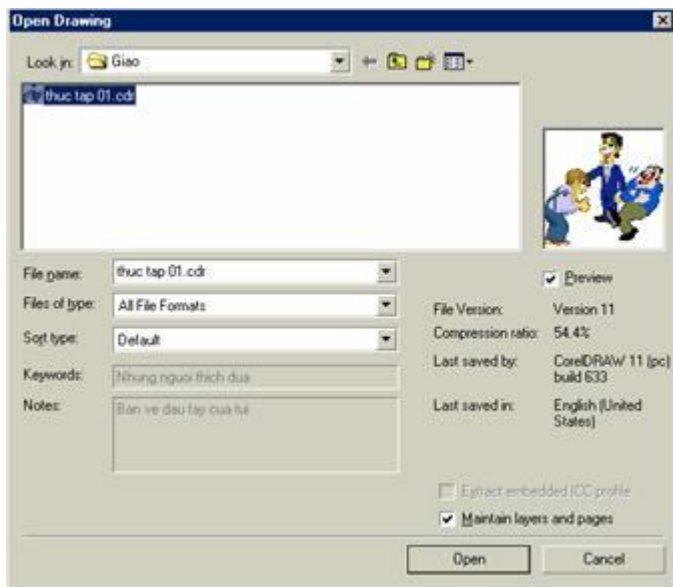 Open Drawing
Look in: Giao
thuc tap 01.cdr
File name: thuc tap 01.cdr
Preview
Files of type: All File Formats
File Version: Version 11
Sort type: Default
Compression ratio: 54.4%
Keywords: Nhung nguoi thich dua
Last saved by: CorelDRAW 11 (pc) build 633
Notes: Ban ve dau tay cua tui
Last saved in: English (United States)
Extract embedded ICC profile
Maintain layers and pages
Open Cancel